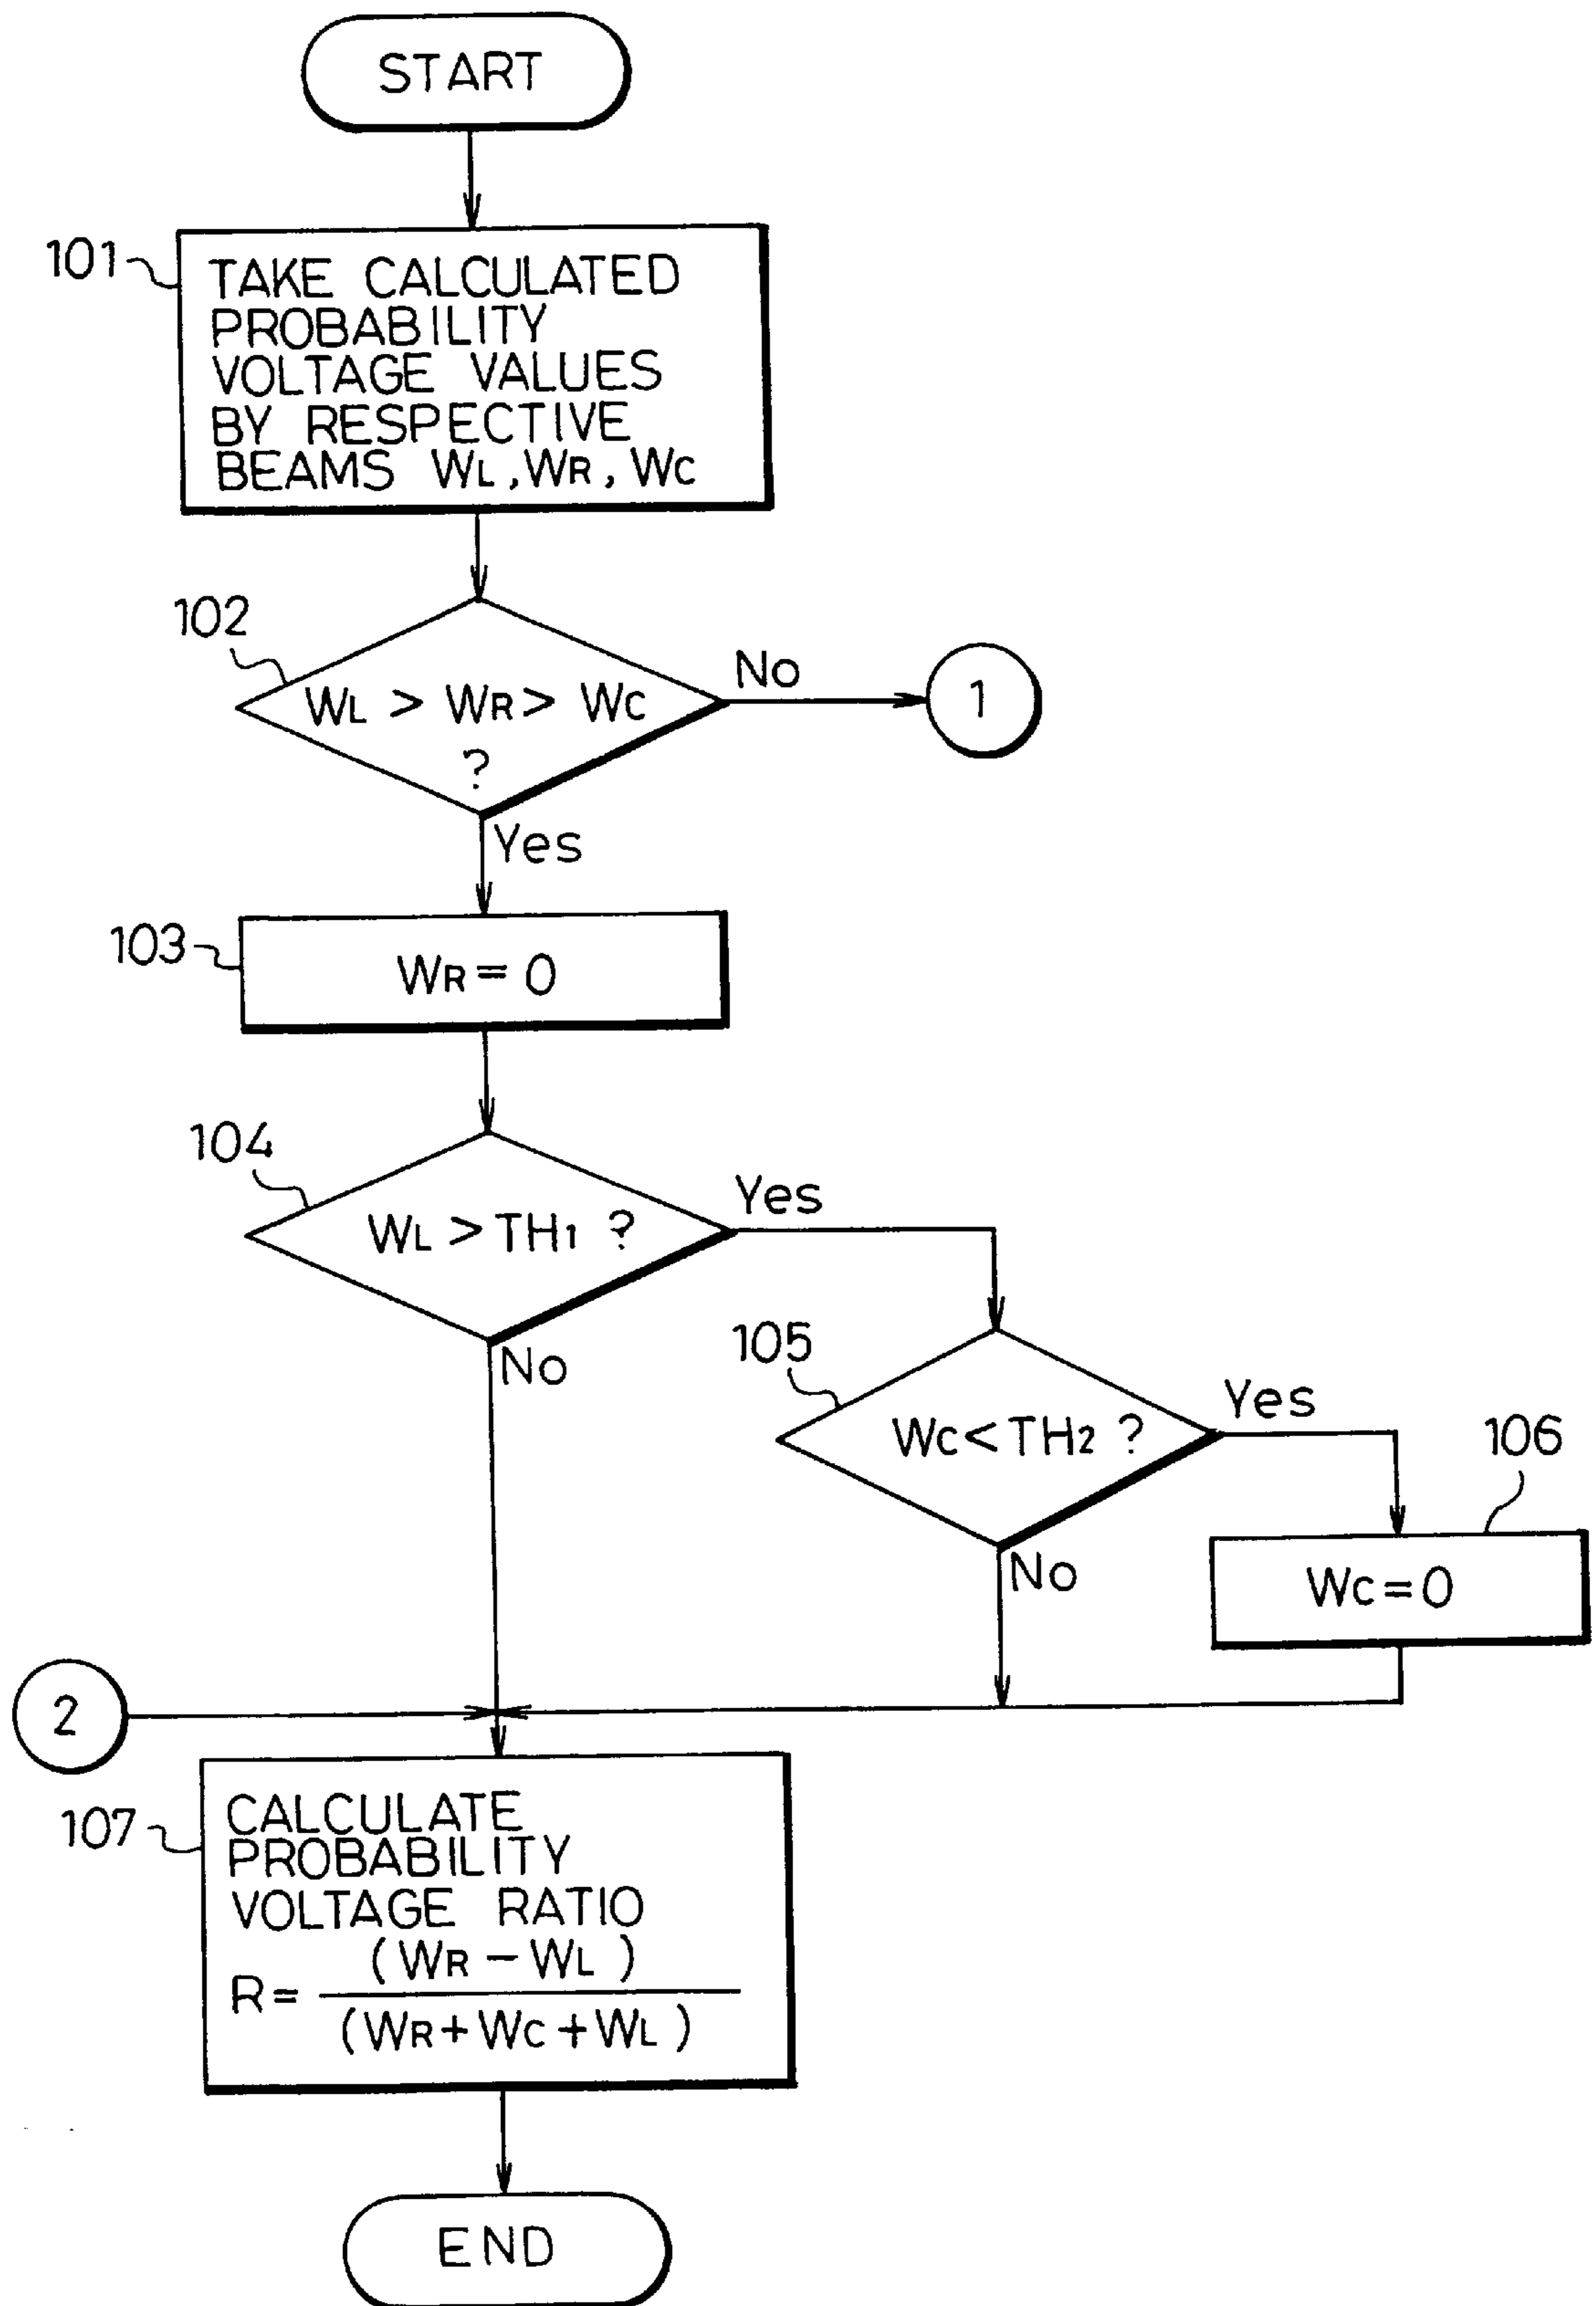 START
101
TAKE CALCULATED
PROBABILITY
VOLTAGE VALUES
BY RESPECTIVE
BEAMS WL, WR, WC
102
WL > WR > WC
?
No
1
Yes
103
WR = 0
104
WL > TH1 ?
Yes
No
105
WC < TH2 ?
Yes
106
No
WC = 0
2
107
CALCULATE
PROBABILITY
VOLTAGE RATIO
R = (WR - WL)
(WR + WC + WL)
END